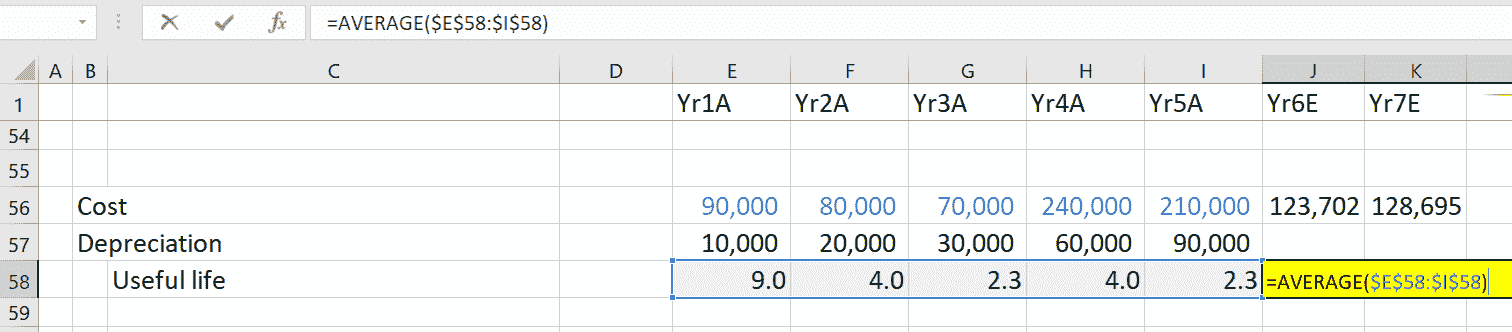 fx =AVERAGE($E$58:$I$58)
A B C D E F G H I J K
1 Yr1A Yr2A Yr3A Yr4A Yr5A Yr6E Yr7E
54
55
56 Cost 90,000 80,000 70,000 240,000 210,000 123,702 128,695
57 Depreciation 10,000 20,000 30,000 60,000 90,000
58 Useful life 9.0 4.0 2.3 4.0 2.3 =AVERAGE($E$58:$I$58)
59